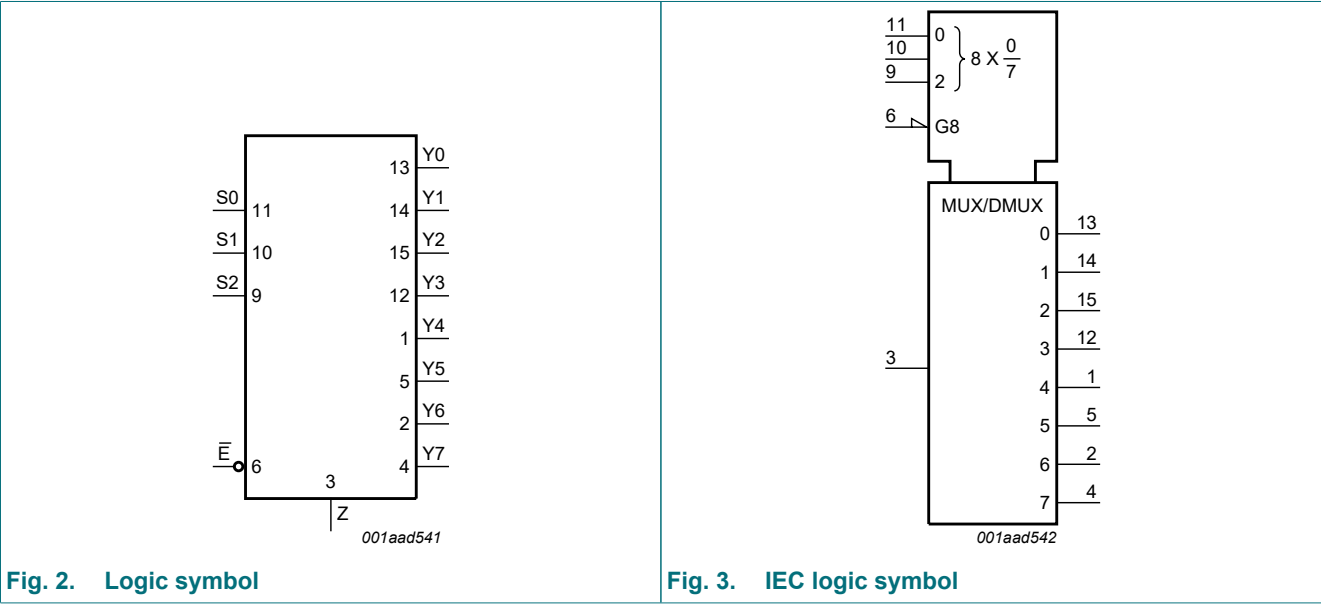 13 Y0
S0 11 14 Y1
S1 10 15 Y2
S2 9 12 Y3
1 Y4
5 Y5
2 Y6
E̅ 6 4 Y7
3
Z
001aad541
Fig. 2. Logic symbol
11 0
10 8 X 0/7
9 2
6 G8
MUX/DMUX
0 13
1 14
2 15
3 12
3
4 1
5 5
6 2
7 4
001aad542
Fig. 3. IEC logic symbol